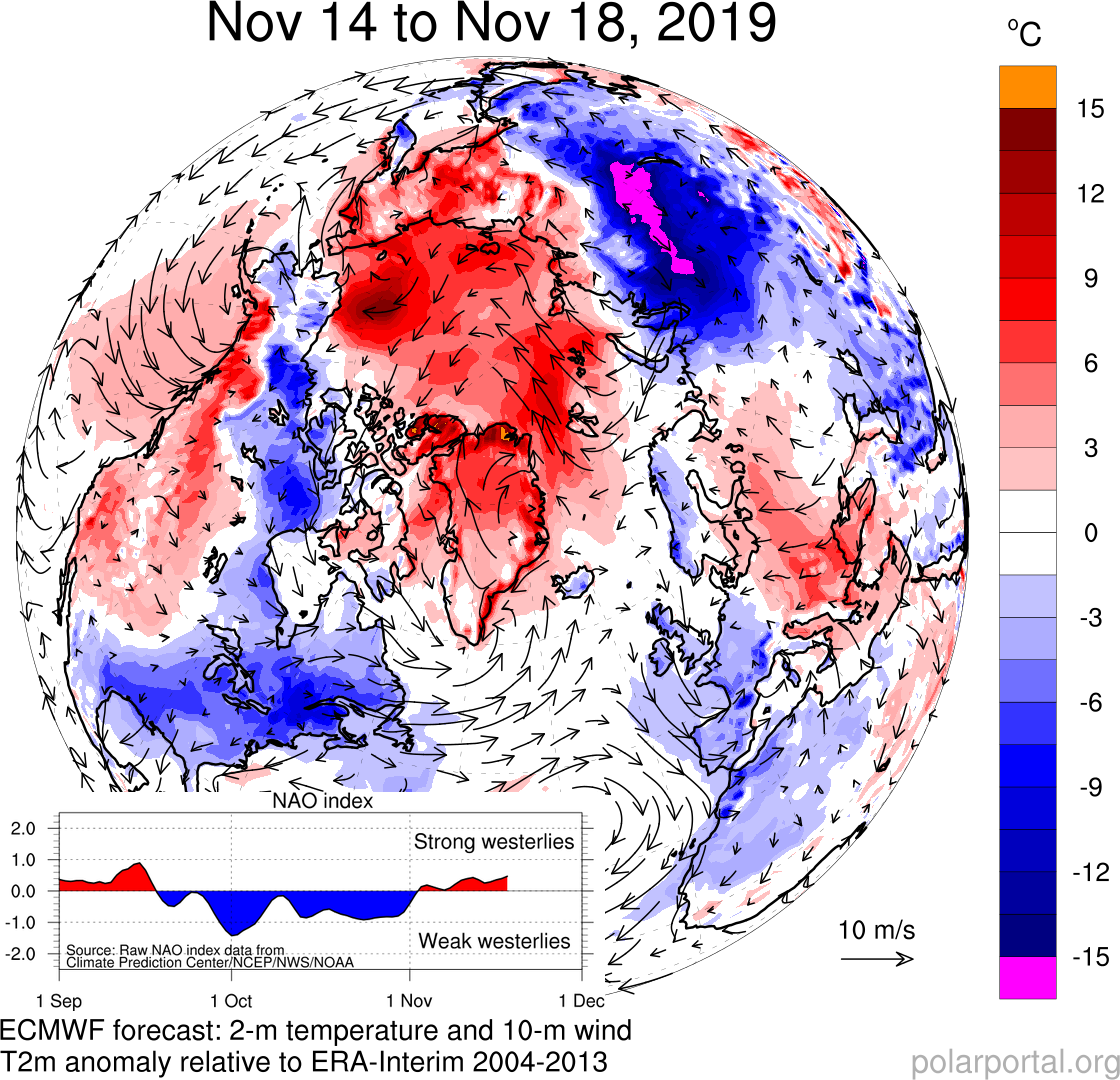 Nov 14 to Nov 18, 2019
oC
15
12
9
6
3
0
-3
-6
-9
-12
-15
10 m/s
NAO index
2.0
1.0
0.0
-1.0
-2.0
Strong westerlies
Weak westerlies
Source: Raw NAO index data from
Climate Prediction Center/NCEP/NWS/NOAA
1 Sep 1 Oct 1 Nov 1 Dec
ECMWF forecast: 2-m temperature and 10-m wind
T2m anomaly relative to ERA-Interim 2004-2013
polarportal.org